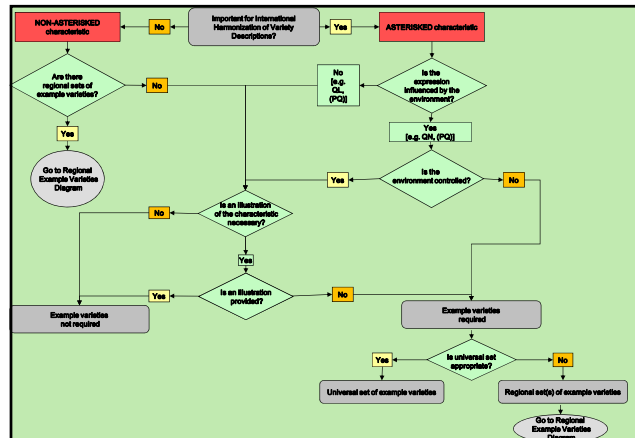 NON-ASTERISKED
characteristic
No
Important for International
Harmonization of Variety
Descriptions?
Yes
ASTERISKED characteristic
Are there
regional sets of
example varieties?
No
No
[e.g.
QL,
(PQ)]
Is the
expression
influenced by the
environment?
Yes
Yes
[e.g. QN, (PQ)]
Go to Regional
Example Varieties
Diagram
Yes
Is the
environment controlled?
No
No
Is an illustration
of the characteristic
necessary?
Yes
Yes
Is an illustration
provided?
No
Example varieties
not required
Example varieties
required
Yes
Is universal set
appropriate?
No
Universal set of example varieties
Regional set(s) of example varieties
Go to Regional
Example Varieties
Diagram